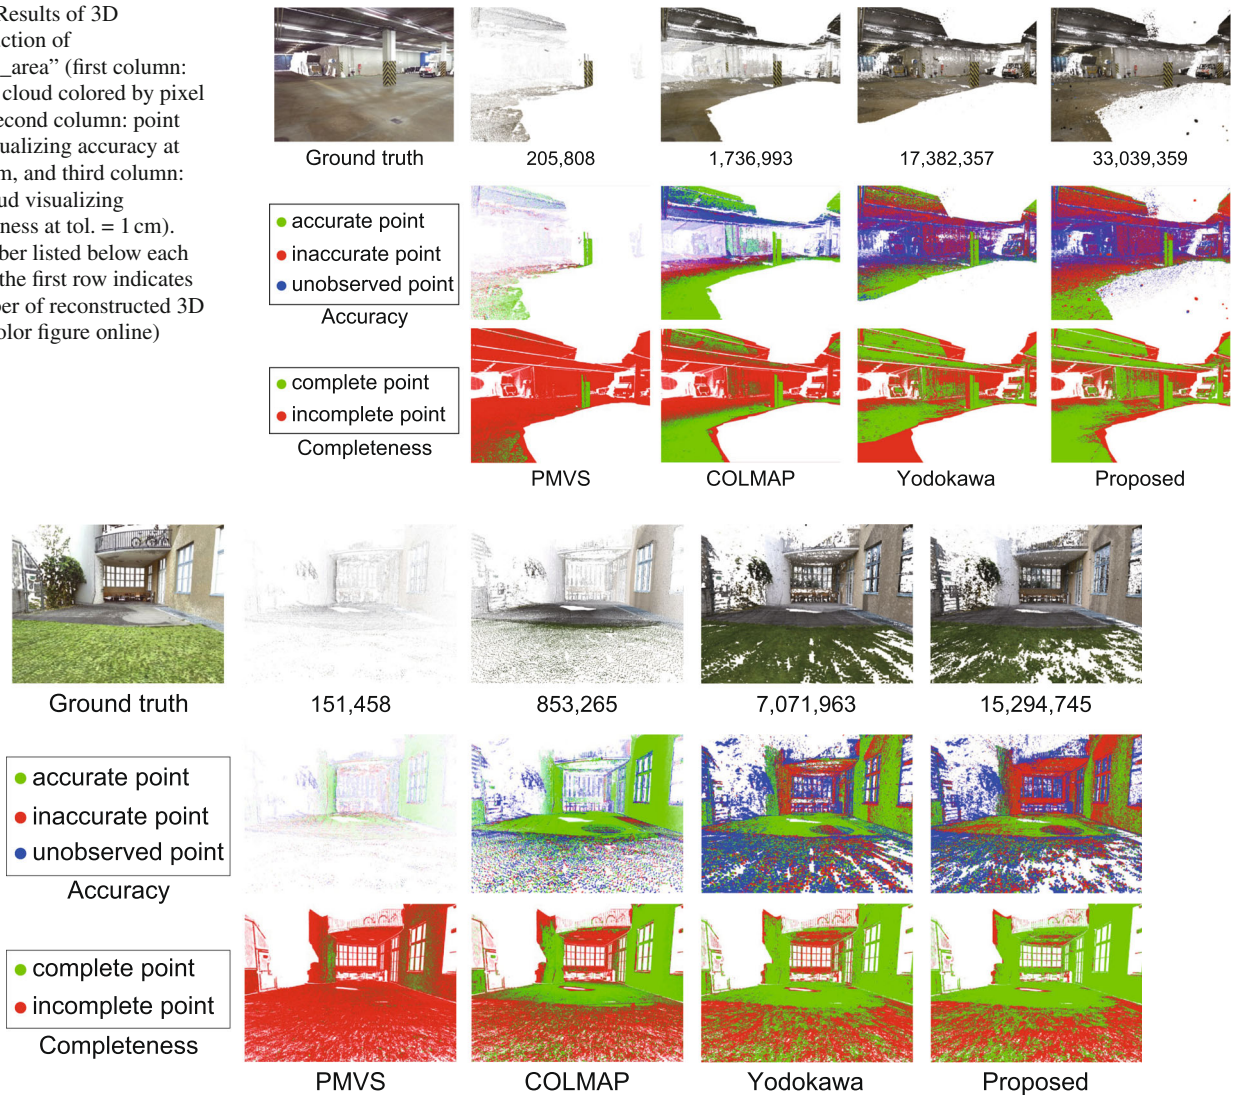 Results of 3D
ction of
_area” (first column:
cloud colored by pixel
econd column: point
ualizing accuracy at
m, and third column:
ud visualizing
ness at tol. = 1 cm).
ber listed below each
the first row indicates
er of reconstructed 3D
olor figure online)
Ground truth
205,808
1,736,993
17,382,357
33,039,359
accurate point
inaccurate point
unobserved point
Accuracy
complete point
incomplete point
Completeness
PMVS
COLMAP
Yodokawa
Proposed
Ground truth
151,458
853,265
7,071,963
15,294,745
accurate point
inaccurate point
unobserved point
Accuracy
complete point
incomplete point
Completeness
PMVS
COLMAP
Yodokawa
Proposed